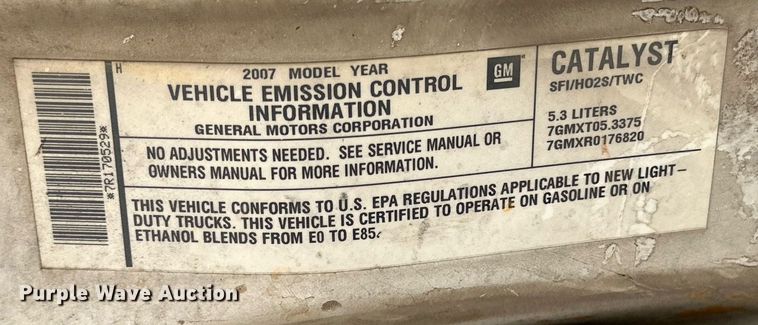 *7R170529*
H
2007 MODEL YEAR
VEHICLE EMISSION CONTROL
INFORMATION
GENERAL MOTORS CORPORATION
GM
CATALYST
SFI/HO2S/TWC
5.3 LITERS
7GMXT05.3375
7GMXR0176820
NO ADJUSTMENTS NEEDED. SEE SERVICE MANUAL OR
OWNERS MANUAL FOR MORE INFORMATION.
THIS VEHICLE CONFORMS TO U.S. EPA REGULATIONS APPLICABLE TO NEW LIGHT-
DUTY TRUCKS. THIS VEHICLE IS CERTIFIED TO OPERATE ON GASOLINE OR ON
ETHANOL BLENDS FROM E0 TO E85.
Purple Wave Auction